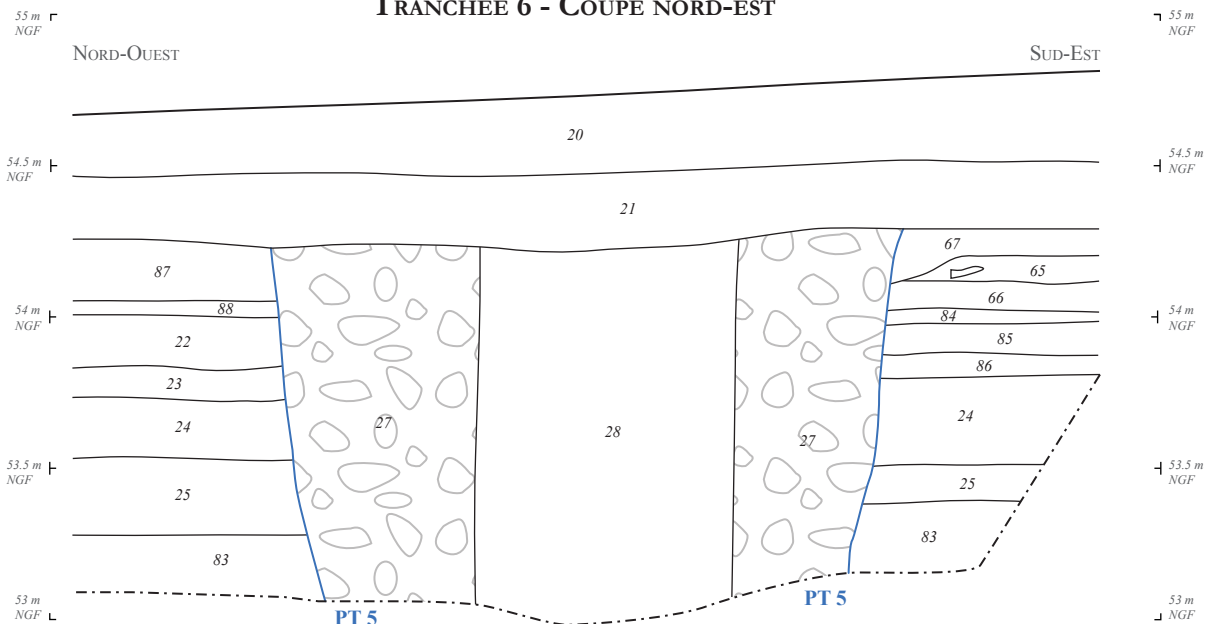 TRANCHÉE 6 - COUPE NORD-EST
55 m
NGF
55 m
NGF
NORD-OUEST
SUD-EST
20
54.5 m
NGF
54.5 m
NGF
21
67
87
65
66
88
84
54 m
NGF
54 m
NGF
22
85
86
23
24
27
28
27
24
53.5 m
NGF
53.5 m
NGF
25
25
83
83
53 m
NGF
PT 5
PT 5
53 m
NGF